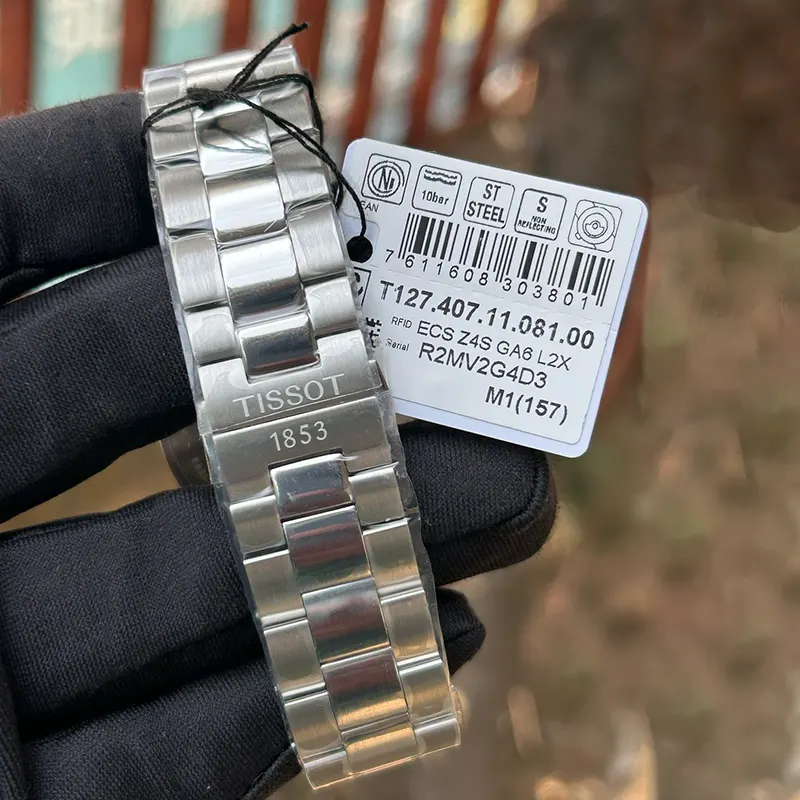 N
10bar
ST
STEEL
S
NON
REFLECTING
EAN
7 611608 303801
T127.407.11.081.00
RFID ECS Z4S GA6 L2X
Serial R2MV2G4D3
M1(157)
TISSOT
1853